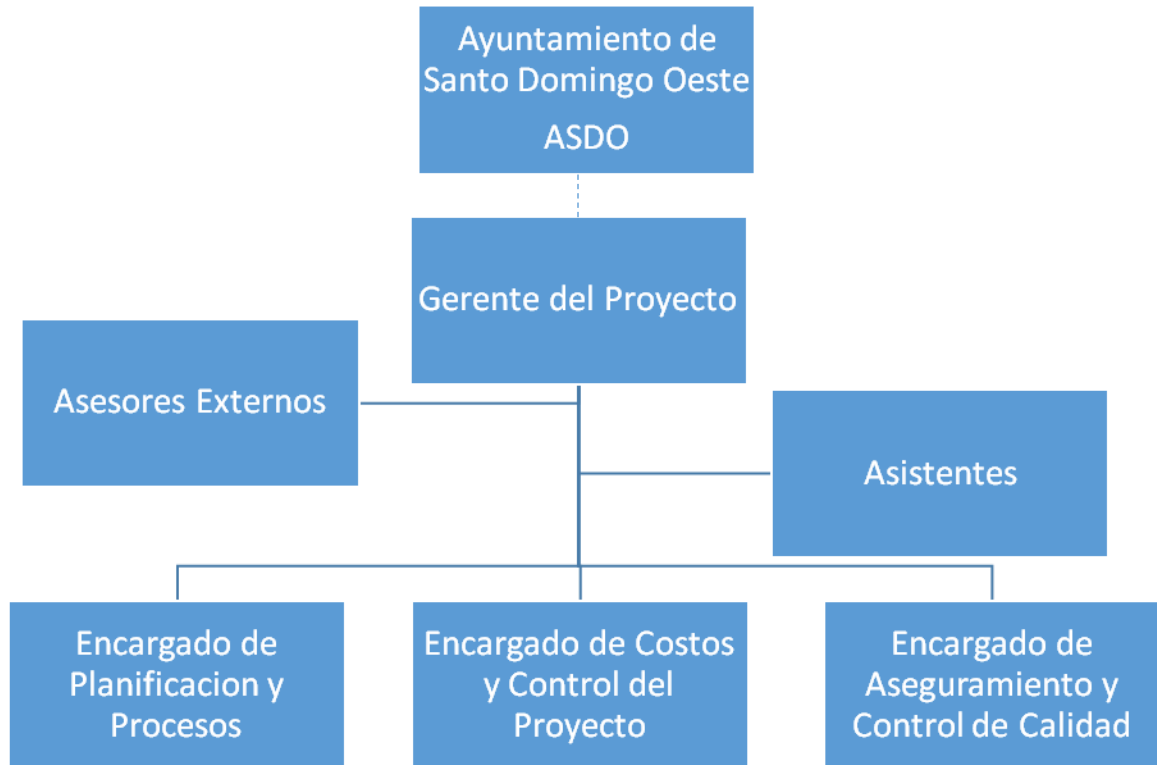 Ayuntamiento de
Santo Domingo Oeste
ASDO
Gerente del Proyecto
Asesores Externos
Asistentes
Encargado de
Planificacion y
Procesos
Encargado de Costos
y Control del
Proyecto
Encargado de
Aseguramiento y
Control de Calidad